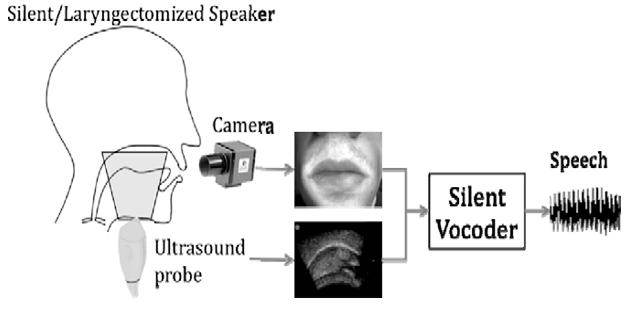 Silent/Laryngectomized Speaker
Camera
Speech
Silent
Vocoder
Ultrasound
probe